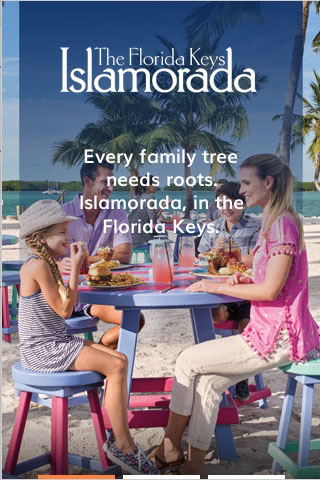 The Florida Keys
Islamorada
Every family tree
needs roots.
Islamorada, in the
Florida Keys.